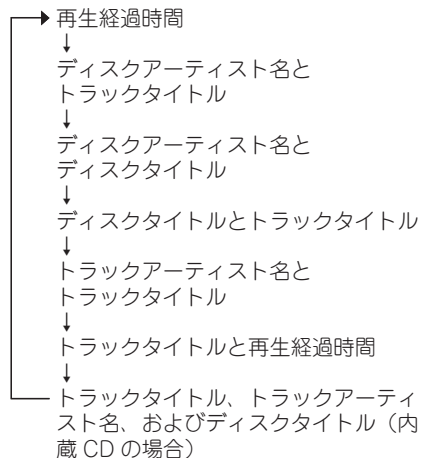 再生経過時間
↓
ディスクアーティスト名と
トラックタイトル
↓
ディスクアーティスト名と
ディスクタイトル
↓
ディスクタイトルとトラックタイトル
↓
トラックアーティスト名と
トラックタイトル
↓
トラックタイトルと再生経過時間
↓
トラックタイトル、トラックアーティ
スト名、およびディスクタイトル（内
蔵 CD の場合）